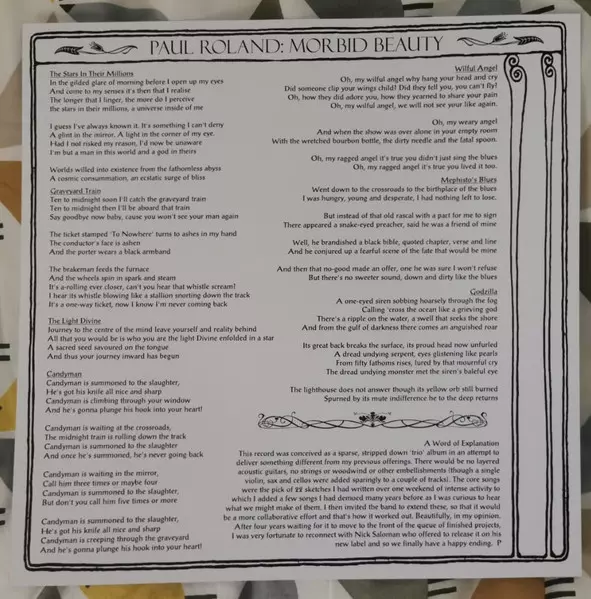 PAUL ROLAND: MORBID BEAUTY
The Stars In Their Millions
In the gilded glare of morning before I open up my eyes
And come to my senses it's then that I realise
The longer that I linger, the more do I perceive
the stars in their millions, a universe inside of me
I guess I've always known it. It's something I can't deny
A glint in the mirror. A light in the corner of my eye.
Had I not risked my reason, I'd now be unaware
I'm but a man in this world and a god in theirs
Worlds willed into existence from the fathomless abyss
A cosmic consummation, an ecstatic surge of bliss
Graveyard Train
Ten to midnight soon I'll catch the graveyard train
Ten to midnight then I'll be aboard that train
Say goodbye now baby, cause you won't see your man again
The ticket stamped 'To Nowhere' turns to ashes in my hand
The conductor's face is ashen
And the porter wears a black armband
The brakeman feeds the furnace
And the wheels spin in spark and steam
It's a-rolling ever closer, can't you hear that whistle scream!
I hear its whistle blowing like a stallion snorting down the track
It's a one-way ticket, now I know I'm never coming back
The Light Divine
Journey to the centre of the mind leave yourself and reality behind
All that you would be is who you are the light Divine enfolded in a star
A sacred seed savoured on the tongue
And thus your journey inward has begun
Candyman
Candyman is summoned to the slaughter,
He's got his knife all nice and sharp
Candyman is climbing through your window
And he's gonna plunge his hook into your heart!
Candyman is waiting at the crossroads,
The midnight train is rolling down the track
Candyman is summoned to the slaughter
And once he's summoned, he's never going back
Candyman is waiting in the mirror,
Call him three times or maybe four
Candyman is summoned to the slaughter,
But don't you call him five times or more
Candyman is summoned to the slaughter,
He's got his knife all nice and sharp
Candyman is creeping through the graveyard
And he's gonna plunge his hook into your heart!
Wilful Angel
Oh, my wilful angel why hang your head and cry
Did someone clip your wings child? Did they tell you, you can't fly?
Oh, how they did adore you, how they yearned to share your pain
Oh, my wilful angel, we will not see your like again.
Oh, my weary angel
And when the show was over alone in your empty room
With the wretched bourbon bottle, the dirty needle and the fatal spoon.
Oh, my ragged angel it's true you didn't just sing the blues
Oh, my ragged angel it's true you lived it too.
Mephisto's Blues
Went down to the crossroads to the birthplace of the blues
I was hungry, young and desperate, I had nothing left to lose.
But instead of that old rascal with a pact for me to sign
There appeared a snake-eyed preacher, said he was a friend of mine
Well, he brandished a black bible, quoted chapter, verse and line
And he conjured up a fearful scene of the fate that would be mine
And then that no-good made an offer, one he was sure I won't refuse
But there's no sweeter sound, down and dirty like the blues
Godzilla
A one-eyed siren sobbing hoarsely through the fog
Calling 'cross the ocean like a grieving god
There's a ripple on the water, a swell that seeks the shore
And from the gulf of darkness there comes an anguished roar
Its great back breaks the surface, its proud head now unfurled
A dread undying serpent, eyes glistening like pearls
From fifty fathoms rises, lured by that mournful cry
The dread undying monster met the siren's baleful eye
The lighthouse does not answer though its yellow orb still burned
Spurned by its mute indifference he to the deep returns
A Word of Explanation
This record was conceived as a sparse, stripped down 'trio' album in an attempt to
deliver something different from my previous offerings. There would be no layered
acoustic guitars, no strings or woodwind or other embellishments (though a single
violin, sax and cellos were added sparingly to a couple of tracks). The core songs
were the pick of 22 sketches I had written over one weekend of intense activity to
which I added a few songs I had demoed many years before as I was curious to hear
what we might make of them. I then invited the band to extend these, so that it would
be a more collaborative effort and that's how it worked out. Beautifully, in my opinion.
After four years waiting for it to move to the front of the queue of finished projects,
I was very fortunate to reconnect with Nick Saloman who offered to release it on his
new label and so we finally have a happy ending. P